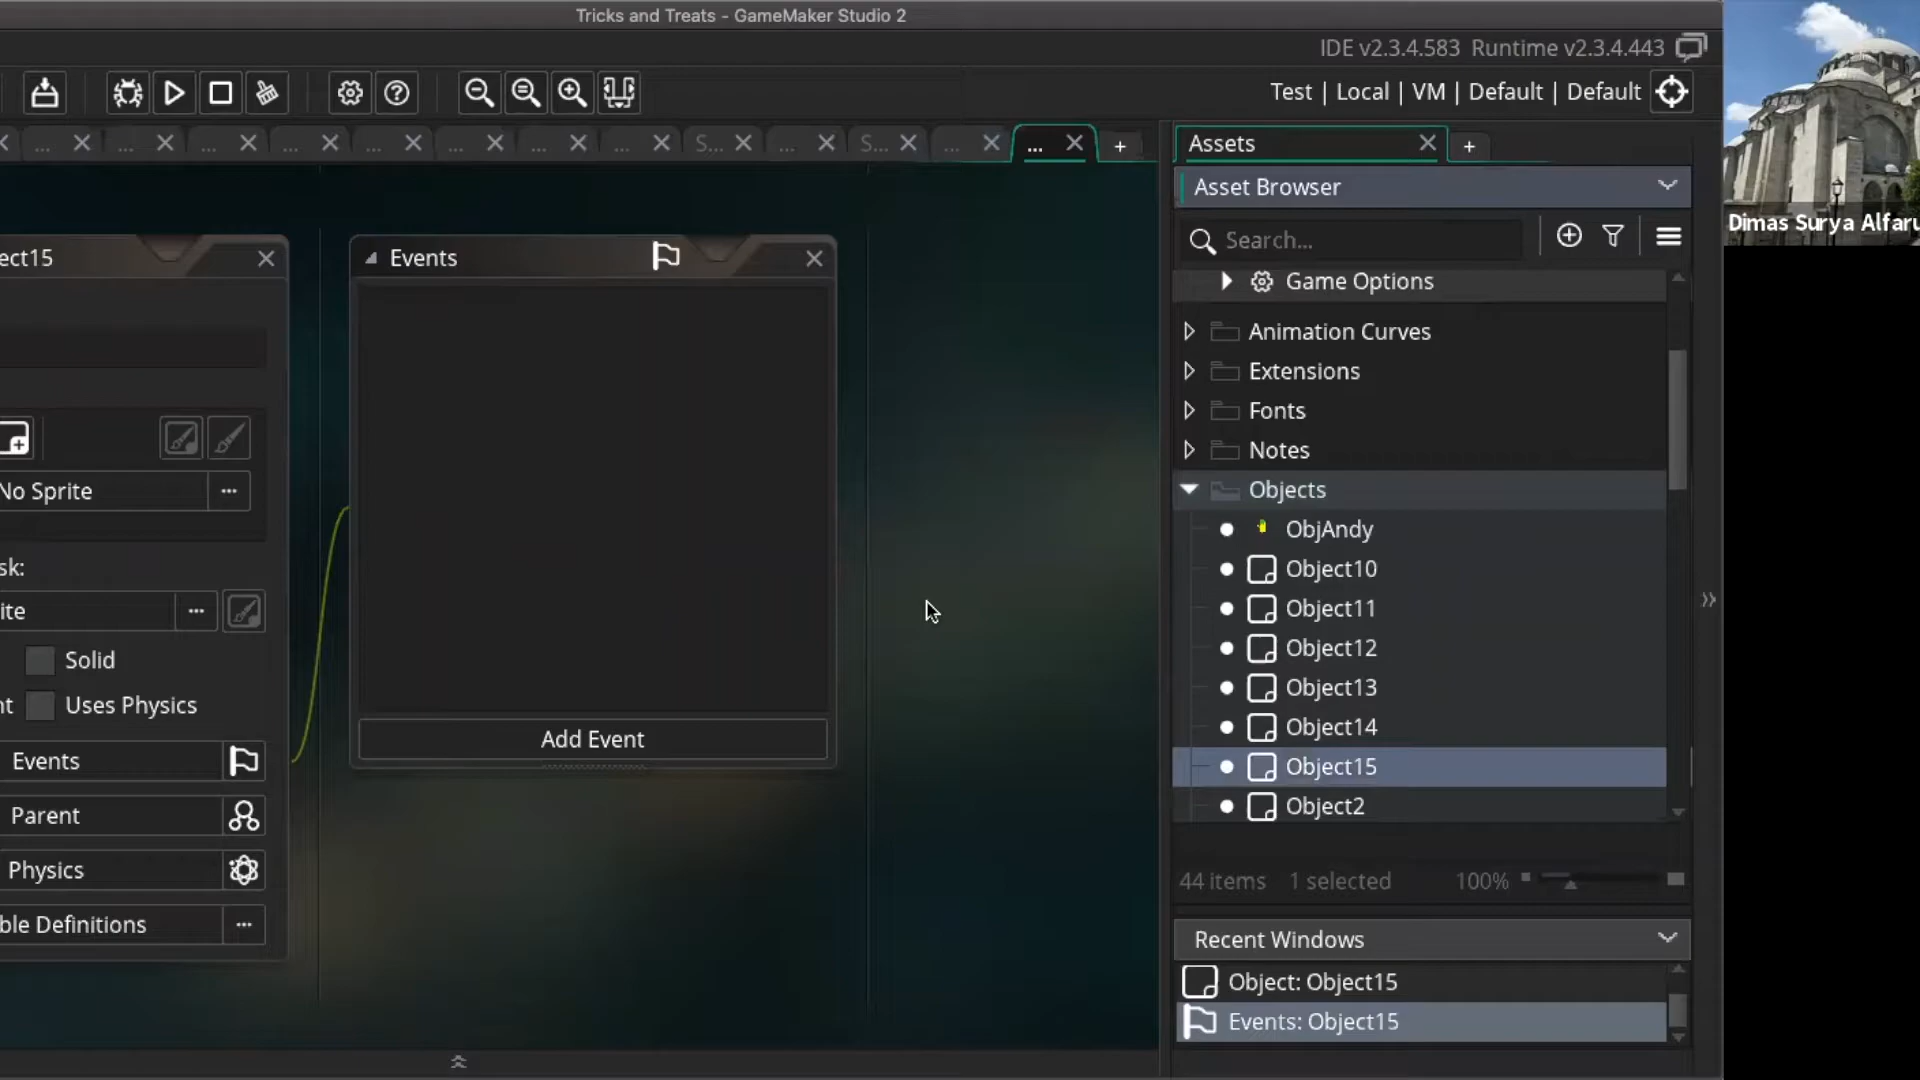 Tricks and Treats - GameMaker Studio 2
IDE v2.3.4.583 Runtime v2.3.4.443
Test | Local | VM | Default | Default
... ... ... ... ... ... ... ... S... ... S... ... ...
Assets
Asset Browser
Search...
Game Options
Animation Curves
Extensions
Fonts
Notes
Objects
ObjAndy
Object10
Object11
Object12
Object13
Object14
Object15
Object2
44 items 1 selected 100%
Recent Windows
Object: Object15
Events: Object15
ect15
No Sprite
sk:
ite
Solid
nt Uses Physics
Events
Parent
Physics
ble Definitions
Events
Add Event
Dimas Surya Alfaru